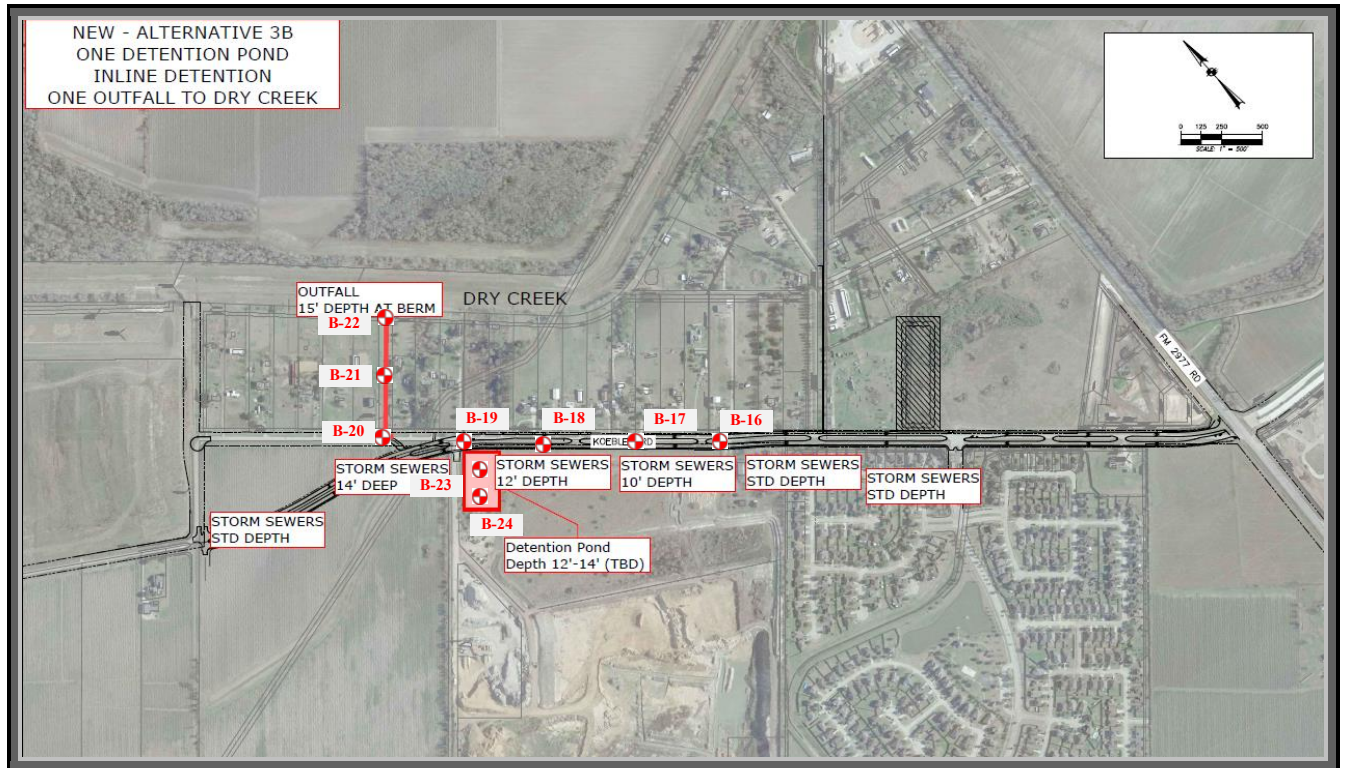 NEW - ALTERNATIVE 3B
ONE DETENTION POND
INLINE DETENTION
ONE OUTFALL TO DRY CREEK
0 125 250 500
SCALE: 1" = 500'
OUTFALL
15' DEPTH AT BERM
DRY CREEK
B-22
B-21
B-20
B-19
B-18
B-17
B-16
FM 2977 RD
STORM SEWERS
14' DEEP
B-23
STORM SEWERS
12' DEPTH
STORM SEWERS
10' DEPTH
STORM SEWERS
STD DEPTH
STORM SEWERS
STD DEPTH
B-24
STORM SEWERS
STD DEPTH
Detention Pond
Depth 12'-14' (TBD)